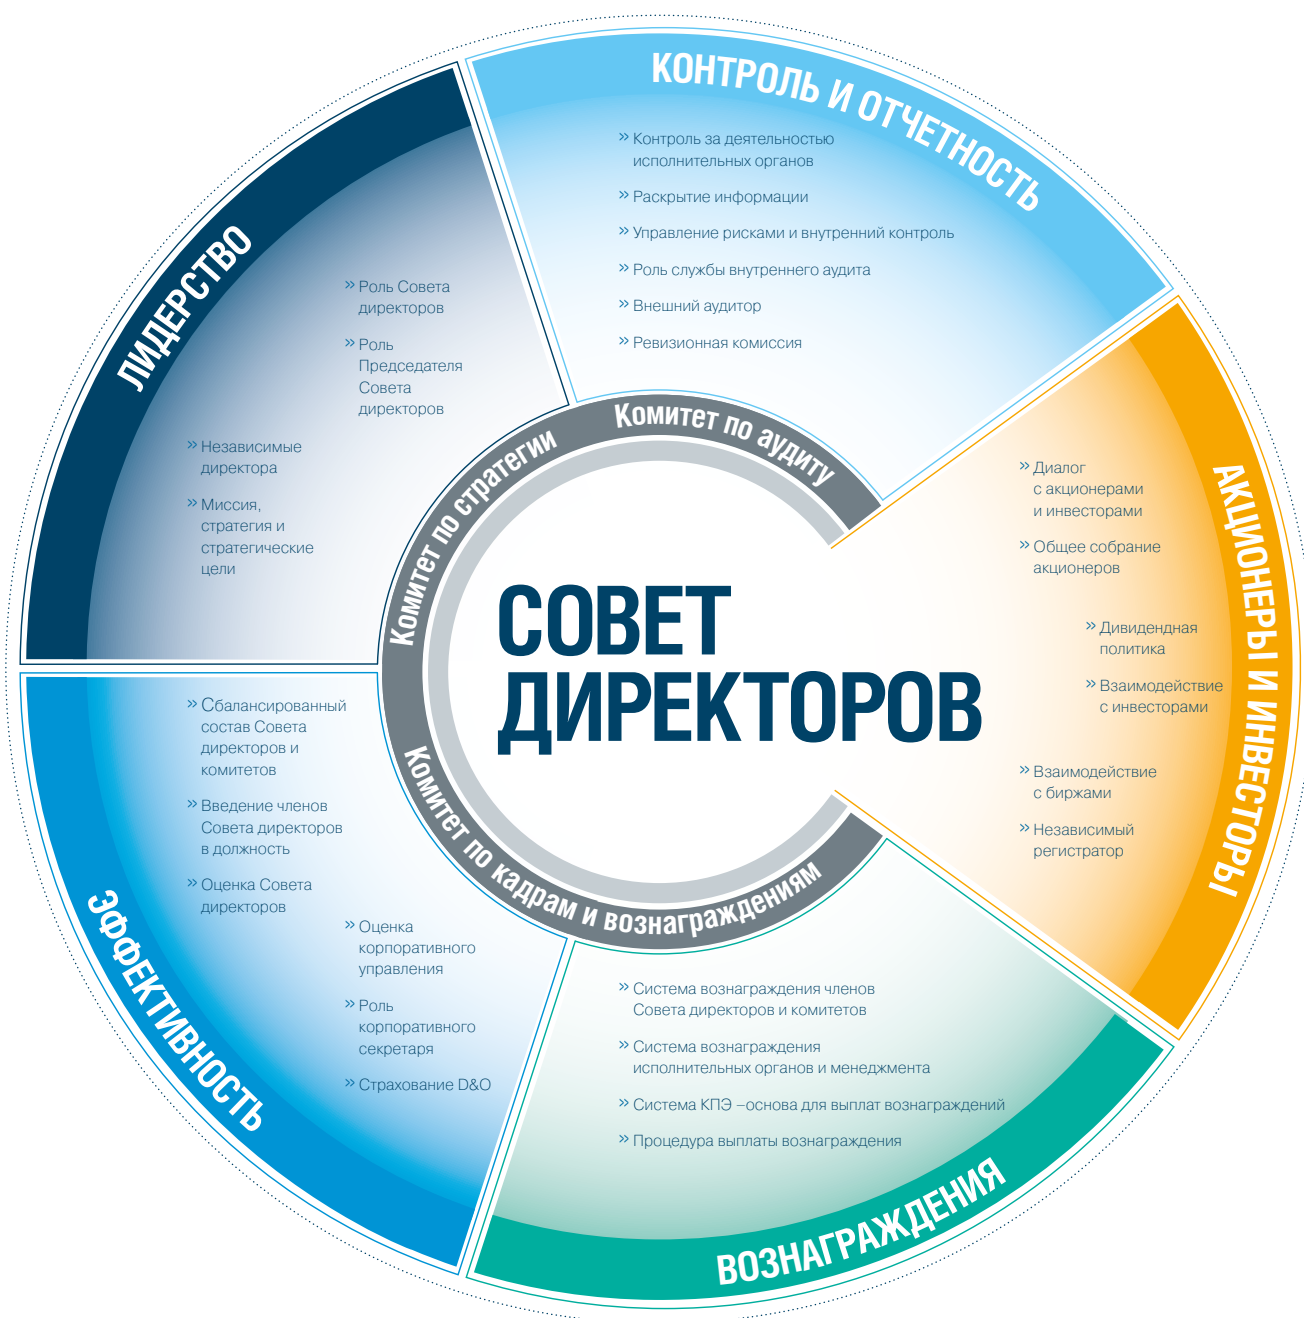 КОНТРОЛЬ И ОТЧЕТНОСТЬ
» Контроль за деятельностью
исполнительных органов
» Раскрытие информации
» Управление рисками и внутренний контроль
» Роль службы внутреннего аудита
» Внешний аудитор
» Ревизионная комиссия
ЛИДЕРСТВО
» Роль Совета
директоров
» Роль
Председателя
Совета
директоров
» Независимые
директора
» Миссия,
стратегия и
стратегические
цели
АКЦИОНЕРЫ И ИНВЕСТОРЫ
» Диалог
с акционерами
и инвесторами
» Общее собрание
акционеров
» Дивидендная
политика
» Взаимодействие
с инвесторами
» Взаимодействие
с биржами
» Независимый
регистратор
Комитет по стратегии
Комитет по аудиту
СОВЕТ
ДИРЕКТОРОВ
Комитет по кадрам и вознаграждениям
ЭФФЕКТИВНОСТЬ
» Сбалансированный
состав Совета
директоров и
комитетов
» Введение членов
Совета директоров
в должность
» Оценка Совета
директоров
» Оценка
корпоративного
управления
» Роль
корпоративного
секретаря
» Страхование D&O
» Система вознаграждения членов
Совета директоров и комитетов
» Система вознаграждения
исполнительных органов и менеджмента
» Система КПЭ –основа для выплат вознаграждений
» Процедура выплаты вознаграждения
ВОЗНАГРАЖДЕНИЯ